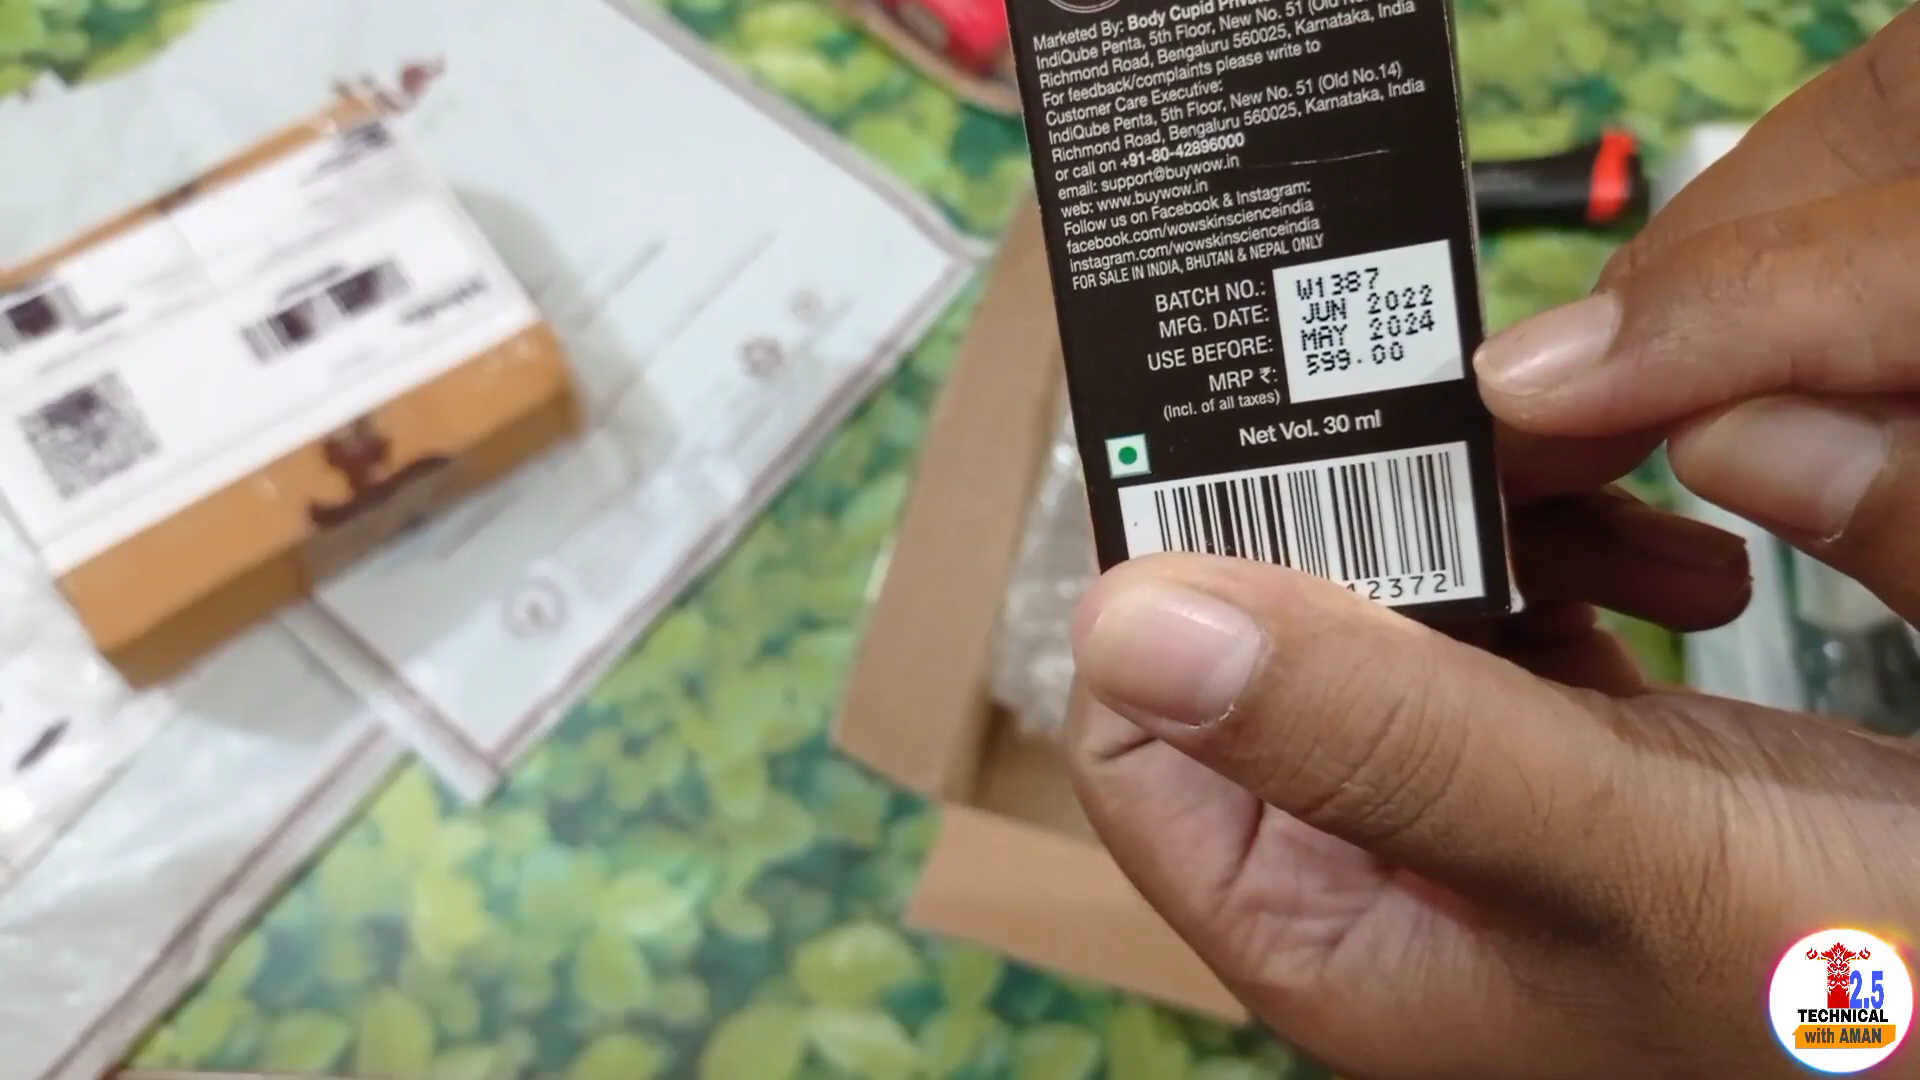 Marketed By: Body Cupid
IndiQube Penta, 5th Floor, New No. 51 (Old
Richmond Road, Bengaluru 560025, Karnataka, India
For feedback/complaints please write to
Customer Care Executive:
IndiQube Penta, 5th Floor, New No. 51 (Old No.14)
Richmond Road, Bengaluru 560025, Karnataka, India
or call on +91-80-42896000
email: support@buywow.in
web: www.buywow.in
Follow us on Facebook & Instagram:
facebook.com/wowskinscienceindia
instagram.com/wowskinscienceindia
FOR SALE IN INDIA, BHUTAN & NEPAL ONLY
BATCH NO.: W1387
MFG. DATE: JUN 2022
USE BEFORE: MAY 2024
MRP ₹: 599.00
(Incl. of all taxes)
Net Vol. 30 ml
12372
2.5
TECHNICAL
with AMAN